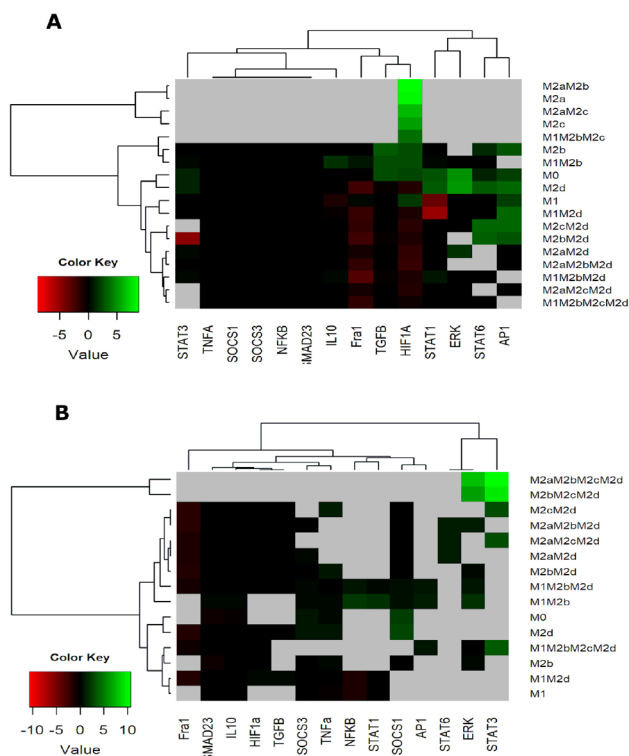 A
M2aM2b
M2a
M2aM2c
M2c
M1M2bM2c
M2b
M1M2b
M0
M2d
M1
M1M2d
M2cM2d
M2bM2d
M2aM2d
M2aM2bM2d
M1M2bM2d
M2aM2cM2d
M1M2bM2cM2d
Color Key
-5 0 5
Value
STAT3 TNFA SOCS1 SOCS3 NFKB MAD23 IL10 Fra1 TGFB HIF1A STAT1 ERK STAT6 AP1
B
M2aM2bM2cM2d
M2bM2cM2d
M2cM2d
M2aM2bM2d
M2aM2cM2d
M2aM2d
M2bM2d
M1M2bM2d
M1M2b
M0
M2d
M1M2bM2cM2d
M2b
M1M2d
M1
Color Key
-10 -5 0 5 10
Value
Fra1 MAD23 IL10 HIF1a TGFB SOCS3 TNFa NFKB STAT1 SOCS1 AP1 STAT6 ERK STAT3